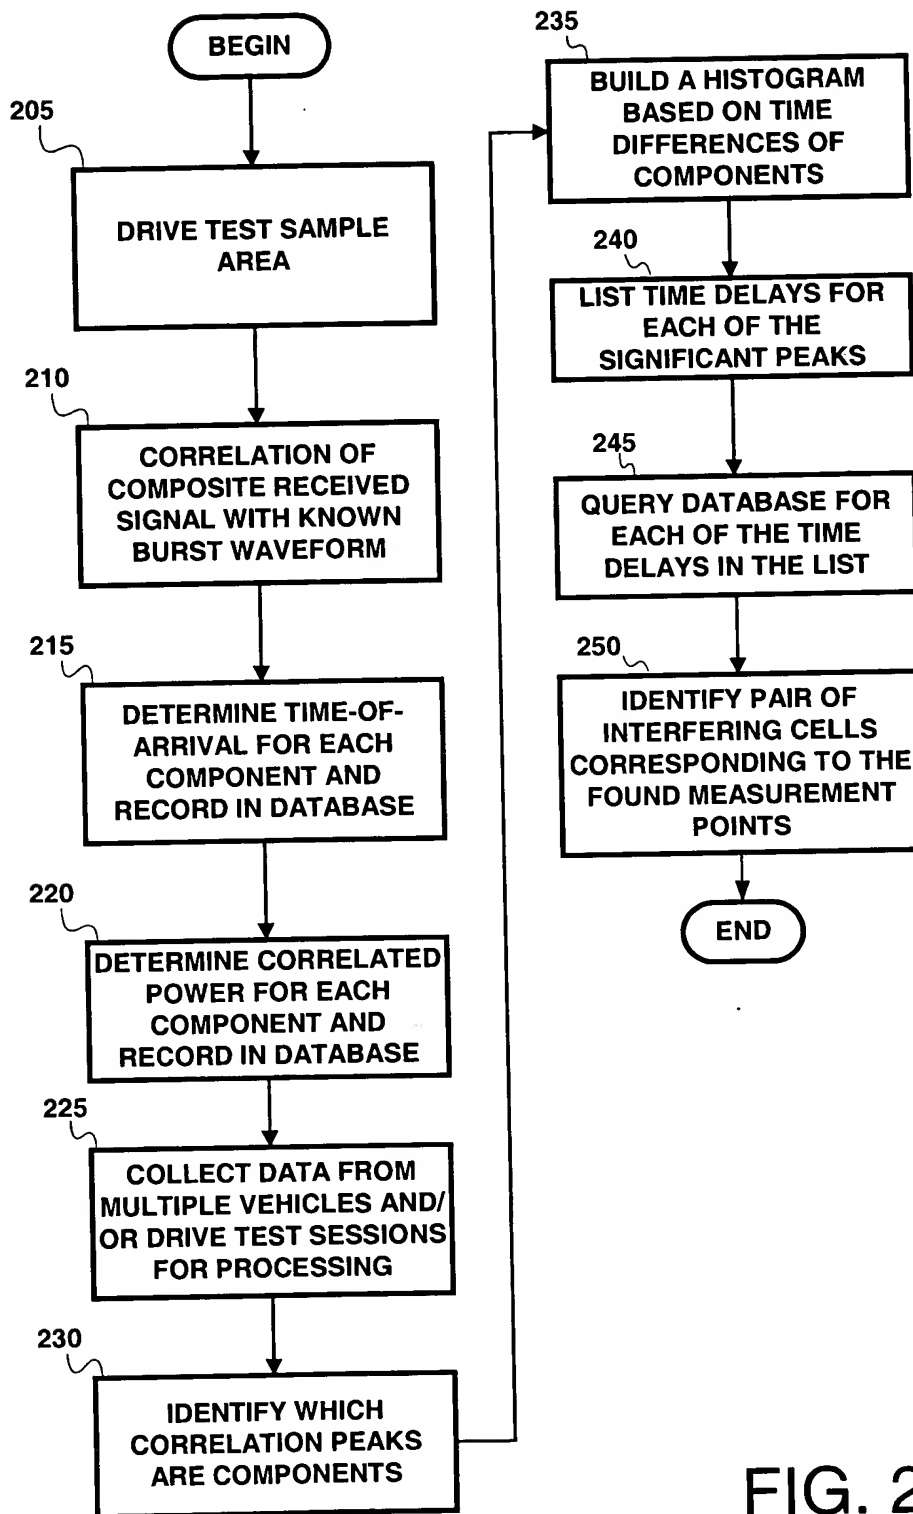 BEGIN
205
DRIVE TEST SAMPLE
AREA
210
CORRELATION OF
COMPOSITE RECEIVED
SIGNAL WITH KNOWN
BURST WAVEFORM
215
DETERMINE TIME-OF-
ARRIVAL FOR EACH
COMPONENT AND
RECORD IN DATABASE
220
DETERMINE CORRELATED
POWER FOR EACH
COMPONENT AND
RECORD IN DATABASE
225
COLLECT DATA FROM
MULTIPLE VEHICLES AND/
OR DRIVE TEST SESSIONS
FOR PROCESSING
230
IDENTIFY WHICH
CORRELATION PEAKS
ARE COMPONENTS
235
BUILD A HISTOGRAM
BASED ON TIME
DIFFERENCES OF
COMPONENTS
240
LIST TIME DELAYS FOR
EACH OF THE
SIGNIFICANT PEAKS
245
QUERY DATABASE FOR
EACH OF THE TIME
DELAYS IN THE LIST
250
IDENTIFY PAIR OF
INTERFERING CELLS
CORRESPONDING TO THE
FOUND MEASUREMENT
POINTS
END
FIG. 2